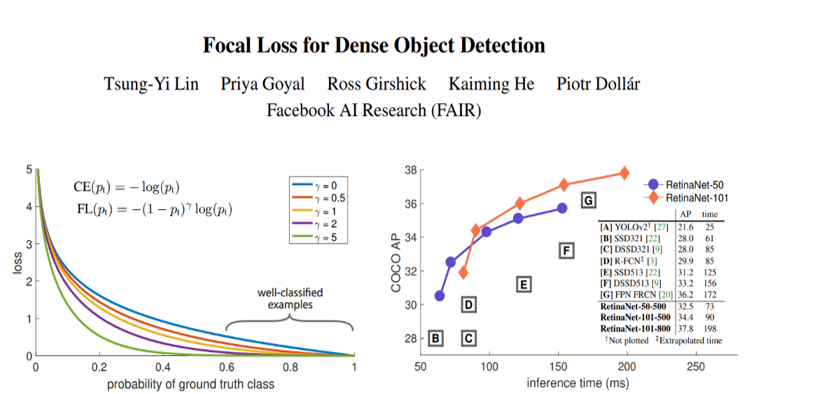 Focal Loss for Dense Object Detection
Tsung-Yi Lin Priya Goyal Ross Girshick Kaiming He Piotr Dollár
Facebook AI Research (FAIR)
5
4
3
2
1
0
loss
CE(pt) = − log(pt)
FL(pt) = −(1 − pt)γ log(pt)
γ = 0
γ = 0.5
γ = 1
γ = 2
γ = 5
well-classified
examples
0 0.2 0.4 0.6 0.8 1
probability of ground truth class
38
36
34
32
30
28
COCO AP
B C D E F G
RetinaNet-50
RetinaNet-101
AP time
[A] YOLOv2† [27] 21.6 25
[B] SSD321 [22] 28.0 61
[C] DSSD321 [9] 28.0 85
[D] R-FCN‡ [3] 29.9 85
[E] SSD513 [22] 31.2 125
[F] DSSD513 [9] 33.2 156
[G] FPN FRCN [20] 36.2 172
RetinaNet-50-500 32.5 73
RetinaNet-101-500 34.4 90
RetinaNet-101-800 37.8 198
†Not plotted ‡Extrapolated time
50 100 150 200 250
inference time (ms)